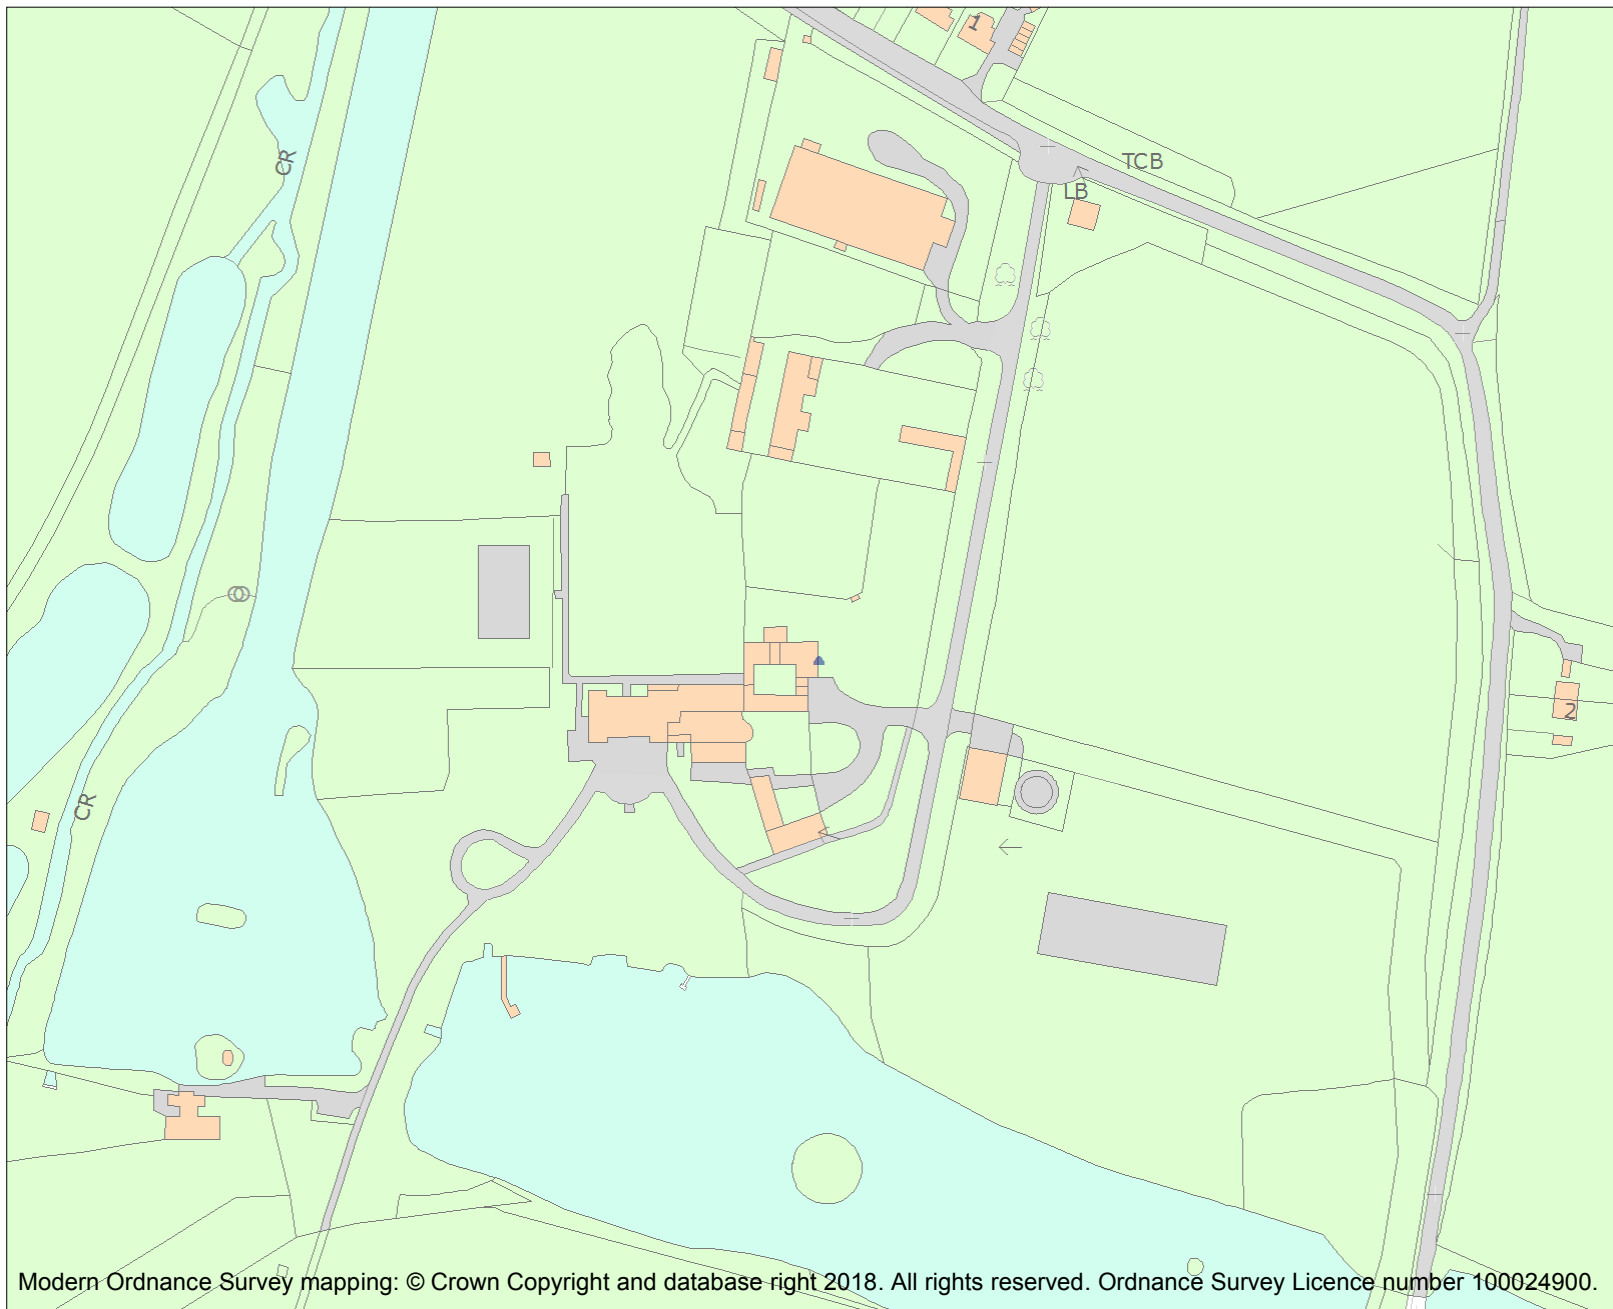 1
CR
TCB
LB
2
CR
Modern Ordnance Survey mapping: © Crown Copyright and database right 2018. All rights reserved. Ordnance Survey Licence number 100024900.